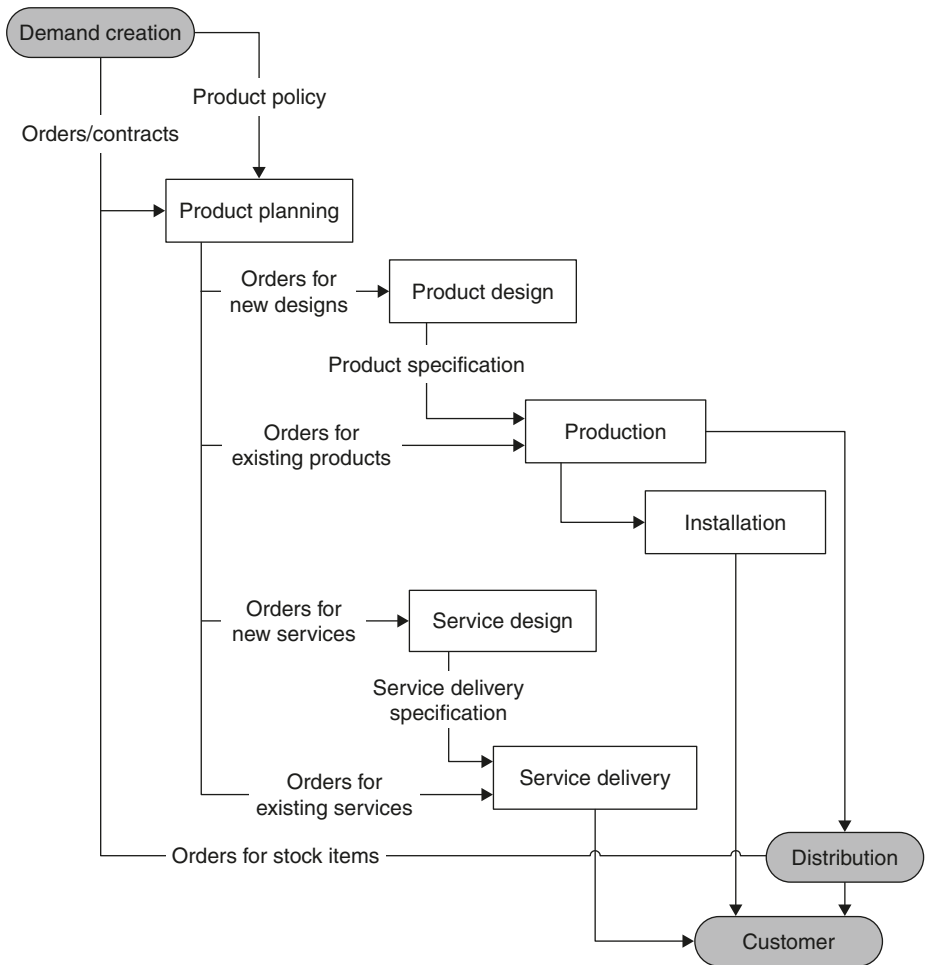 Demand creation
Product policy
Orders/contracts
Product planning
Orders for
new designs
Product design
Product specification
Orders for
existing products
Production
Installation
Orders for
new services
Service design
Service delivery
specification
Orders for
existing services
Service delivery
Orders for stock items
Distribution
Customer